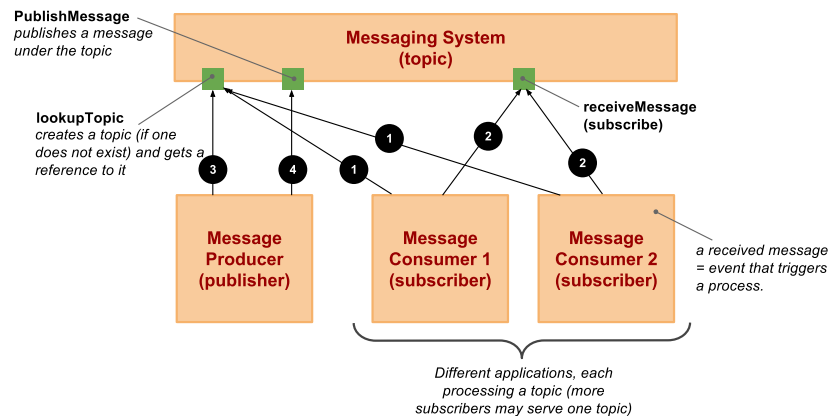 PublishMessage
publishes a message
under the topic
Messaging System
(topic)
lookupTopic
creates a topic (if one
does not exist) and gets a
reference to it
receiveMessage
(subscribe)
1
2
2
3
4
1
Message
Producer
(publisher)
Message
Consumer 1
(subscriber)
Message
Consumer 2
(subscriber)
a received message
= event that triggers
a process.
Different applications, each
processing a topic (more
subscribers may serve one topic)